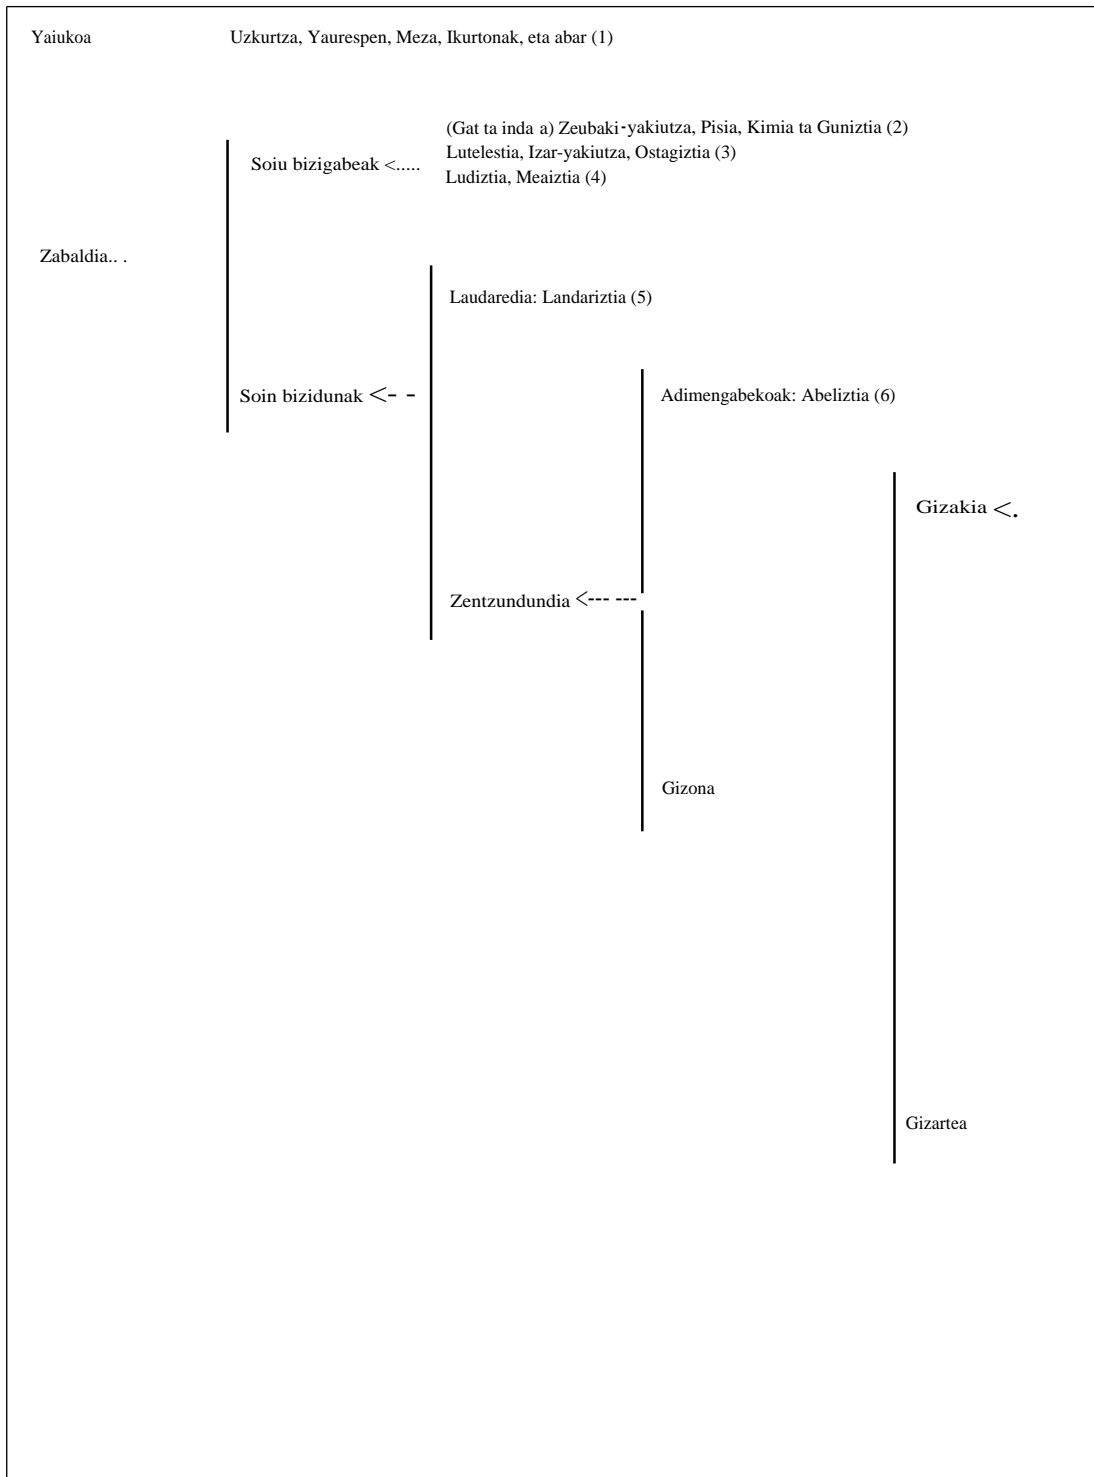 Yaiukoa Uzkurtza, Yaurespen, Meza, Ikurtonak, eta abar (1)
(Gat ta inda a) Zeubaki-yakiutza, Pisia, Kimia ta Guniztia (2)
Soiu bizigabeak <..... Lutelestia, Izar-yakiutza, Ostagiztia (3)
Ludiztia, Meaiztia (4)
Zabaldia.. .
Laudaredia: Landariztia (5)
Soin bizidunak <- - Adimengabekoak: Abeliztia (6)
Gizakia <.
Zentzundundia <--- ---
Gizona
Gizartea